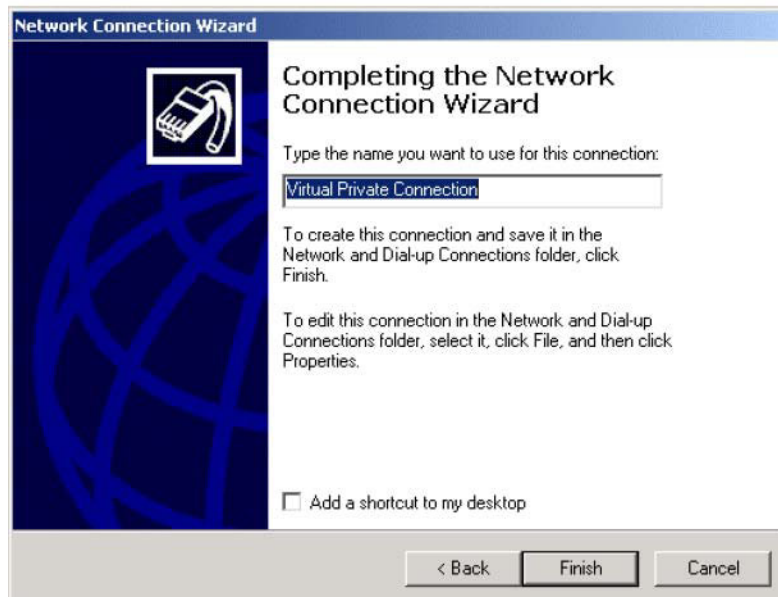 Network Connection Wizard
Completing the Network
Connection Wizard
Type the name you want to use for this connection:
Virtual Private Connection
To create this connection and save it in the
Network and Dial-up Connections folder, click
Finish.
To edit this connection in the Network and Dial-up
Connections folder, select it, click File, and then click
Properties.
Add a shortcut to my desktop
< Back
Finish
Cancel